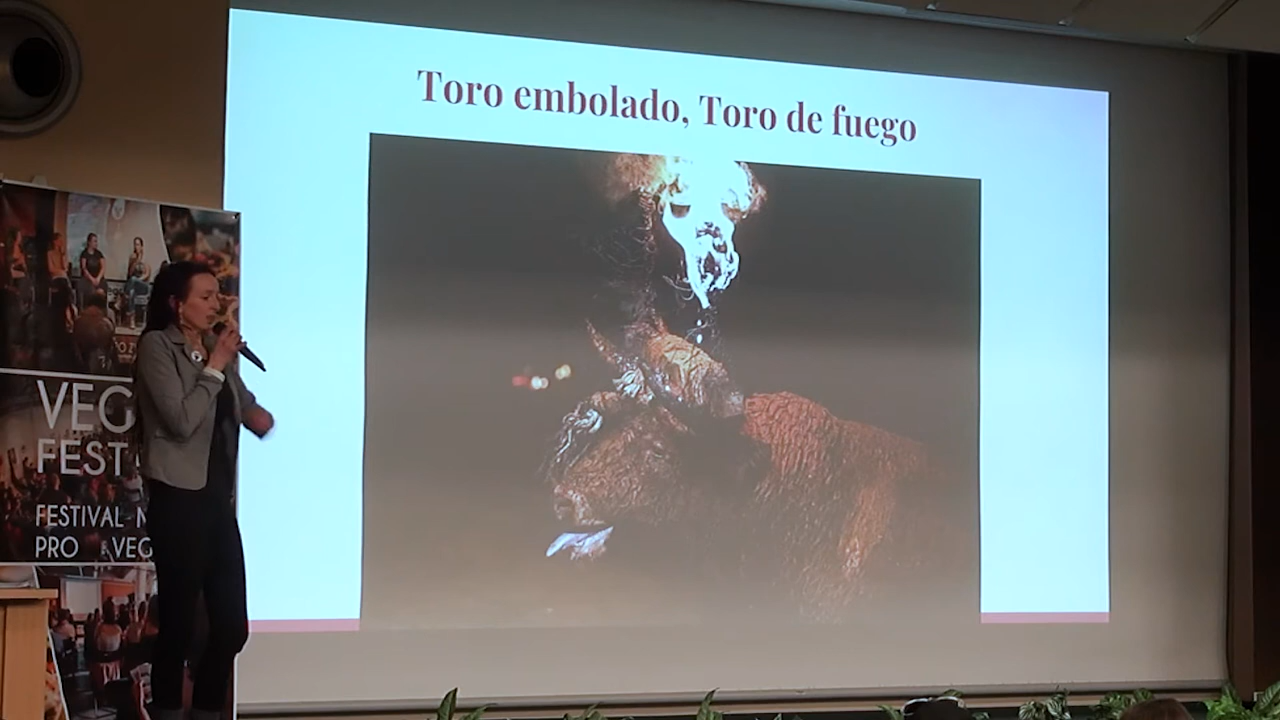 Toro embolado, Toro de fuego
VEG
FEST
FESTIVAL
PRO VEG